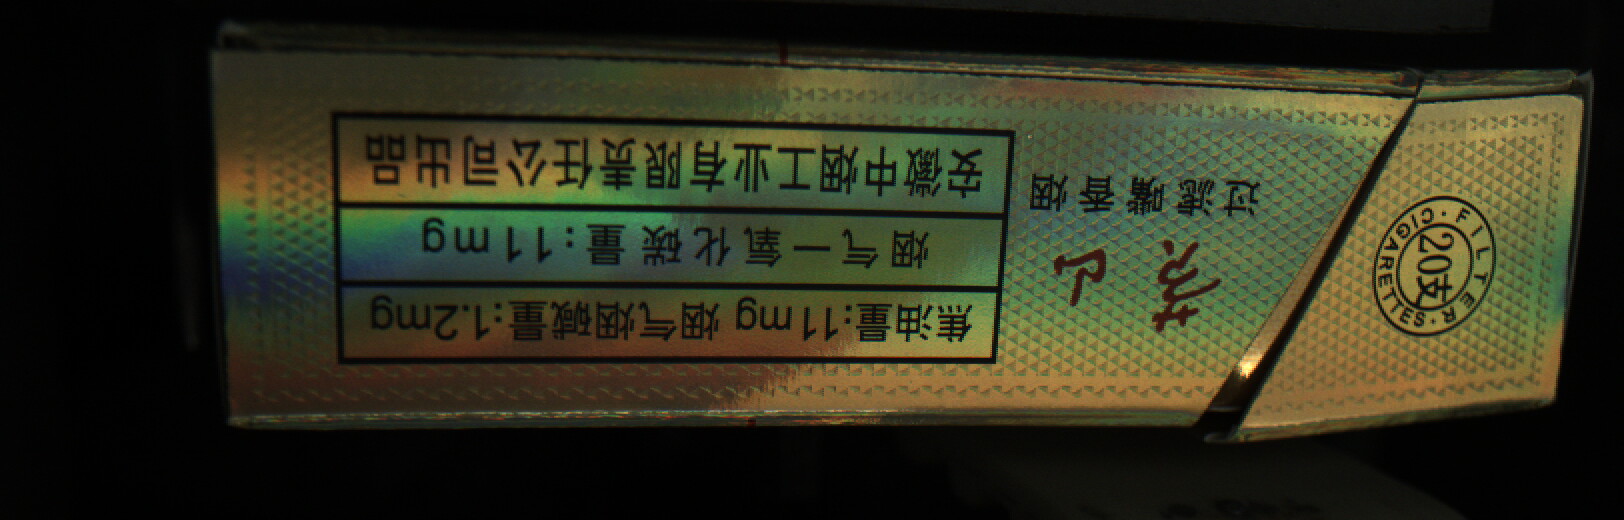 焦油量:11mg 烟气烟碱量:1.2mg
烟气一氧化碳量:11mg
安徽中烟工业有限责任公司出品
黄山
过滤嘴香烟
FILTER·CIGARETTES·
20支